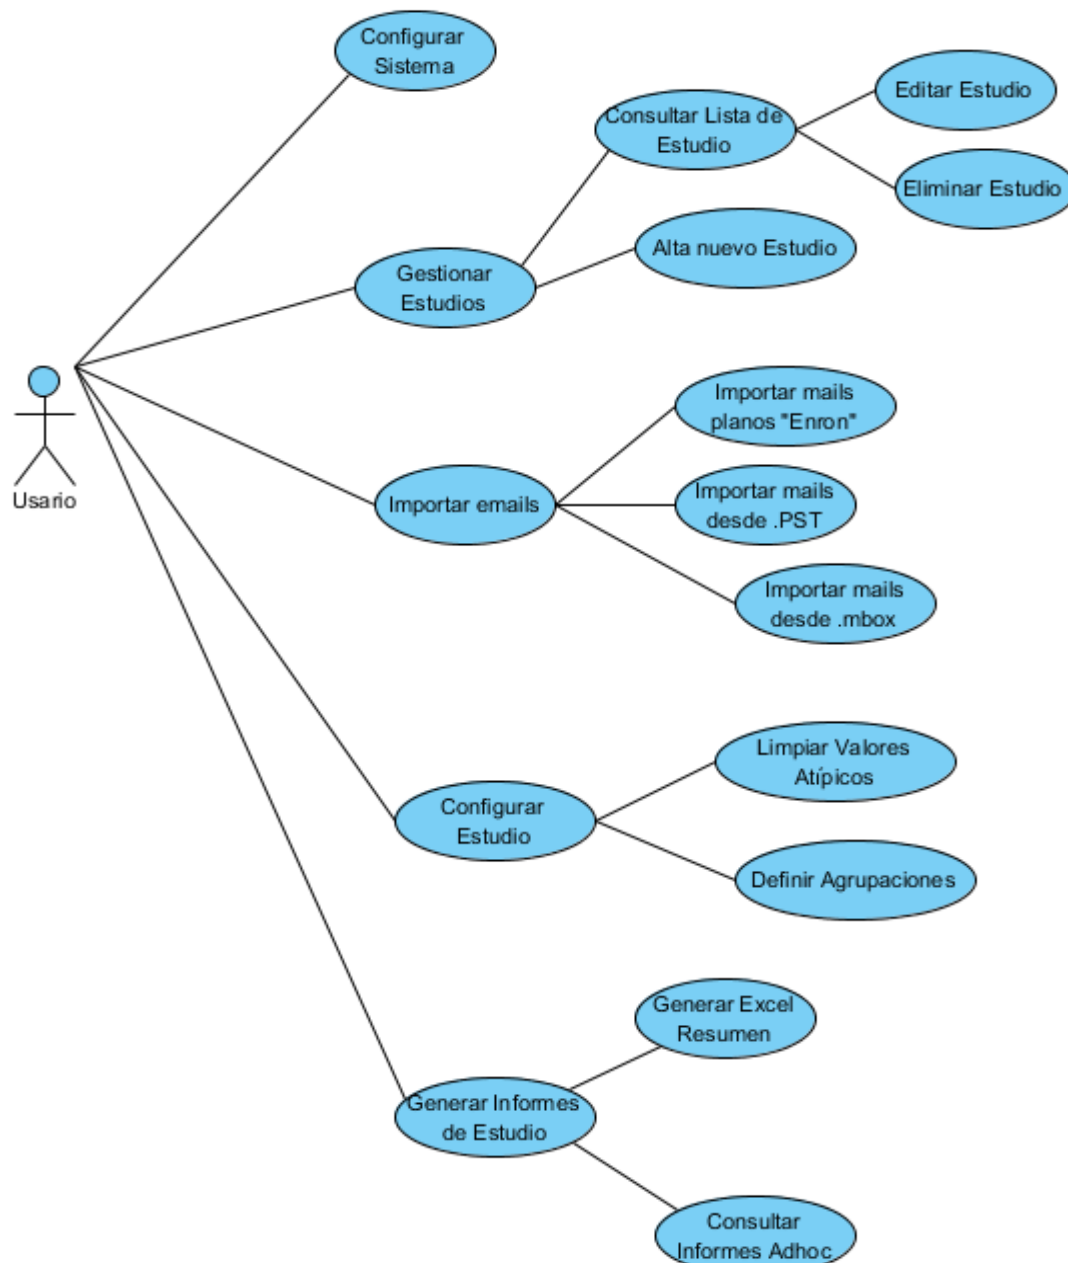 Configurar
Sistema
Consultar Lista de
Estudio
Editar Estudio
Eliminar Estudio
Alta nuevo Estudio
Gestionar
Estudios
Usario
Importar emails
Importar mails
planos "Enron"
Importar mails
desde .PST
Importar mails
desde .mbox
Configurar
Estudio
Limpiar Valores
Atípicos
Definir Agrupaciones
Generar Excel
Resumen
Generar Informes
de Estudio
Consultar
Informes Adhoc